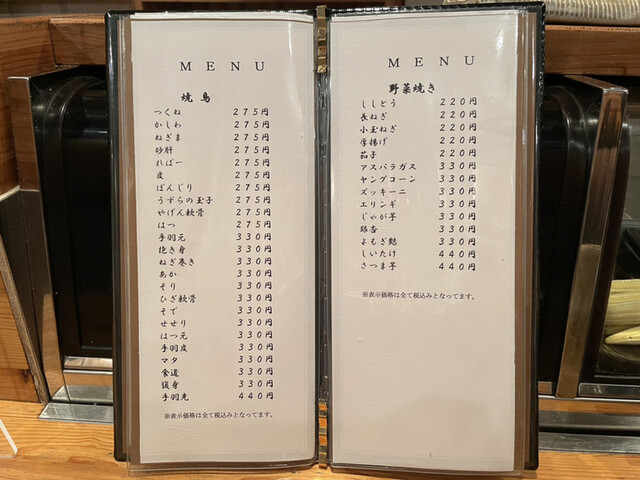 MENU
焼鳥
つくね 275円
かしわ 275円
ねぎま 275円
砂肝 275円
ればー 275円
皮 275円
ぼんじり 275円
うずらの玉子 275円
やげん軟骨 275円
はつ 275円
手羽元 330円
抱き身 330円
ねぎ巻き 330円
あか 330円
そり 330円
ひざ軟骨 330円
そで 330円
せせり 330円
はつ元 330円
手羽皮 330円
マタ 330円
食道 330円
腹身 330円
手羽先 440円
※表示価格は全て税込みとなってます。
MENU
野菜焼き
ししとう 220円
長ねぎ 220円
小玉ねぎ 220円
厚揚げ 220円
茄子 220円
アスパラガス 330円
ヤングコーン 330円
ズッキーニ 330円
エリンギ 330円
じゃが芋 330円
銀杏 330円
よもぎ麩 330円
しいたけ 440円
さつま芋 440円
※表示価格は全て税込みとなってます。